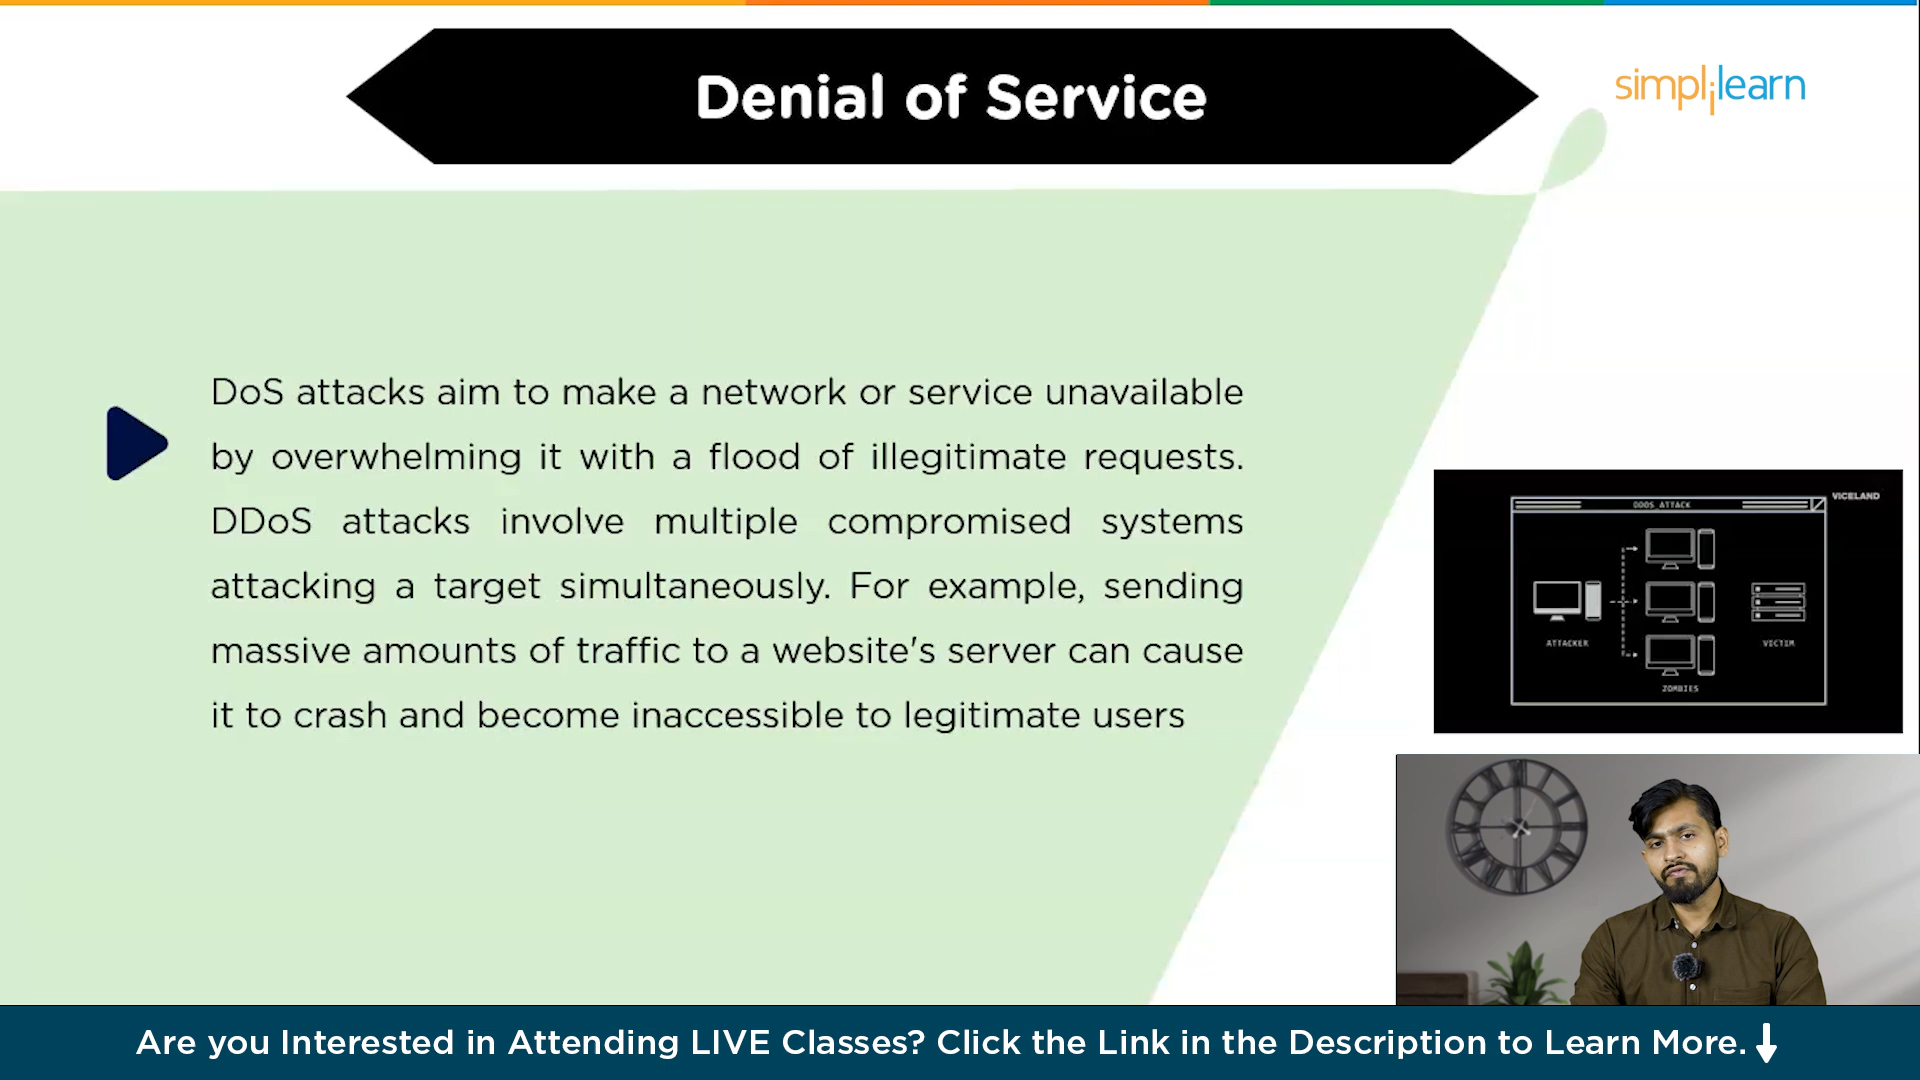 Denial of Service
simplilearn
DoS attacks aim to make a network or service unavailable
by overwhelming it with a flood of illegitimate requests.
DDoS attacks involve multiple compromised systems
attacking a target simultaneously. For example, sending
massive amounts of traffic to a website's server can cause
it to crash and become inaccessible to legitimate users
VICELAND
DDOS ATTACK
ATTACKER
VICTIM
ZOMBIES
Are you Interested in Attending LIVE Classes? Click the Link in the Description to Learn More.